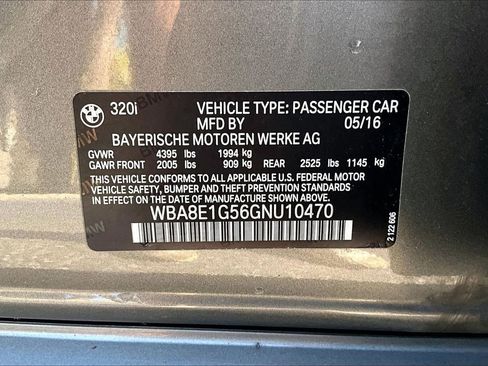 BMW 320i VEHICLE TYPE: PASSENGER CAR
MFD BY 05/16
BAYERISCHE MOTOREN WERKE AG
GVWR 4395 lbs 1994 kg
GAWR FRONT 2005 lbs 909 kg REAR 2525 lbs 1145 kg
THIS VEHICLE CONFORMS TO ALL APPLICABLE U.S. FEDERAL MOTOR
VEHICLE SAFETY, BUMPER, AND THEFT PREVENTION STANDARDS
IN EFFECT ON THE DATE OF MANUFACTURE SHOWN ABOVE.
WBA8E1G56GNU10470
2 122 606